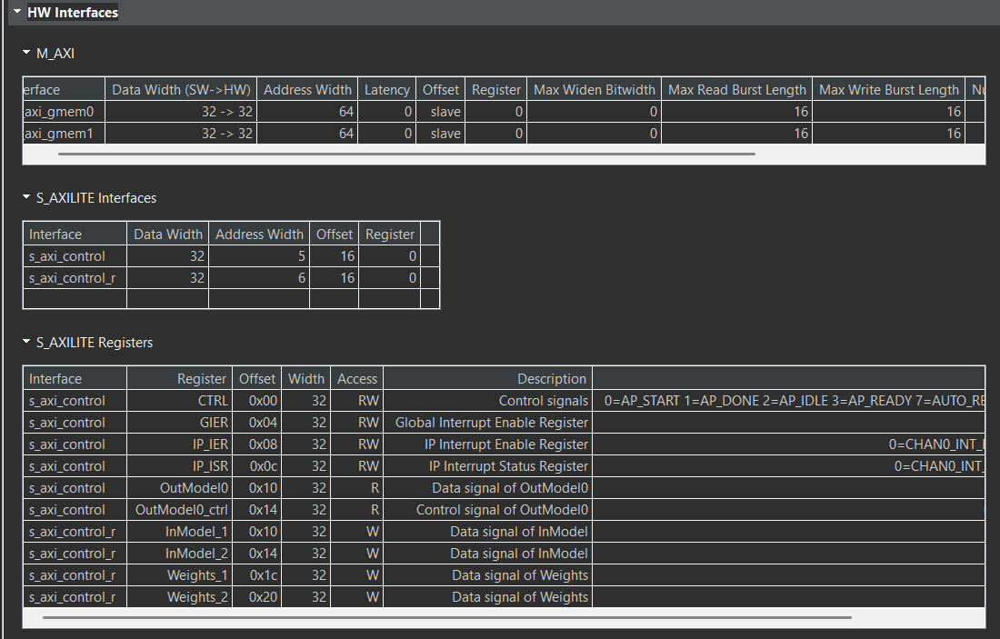 HW Interfaces
M_AXI
erface Data Width (SW->HW) Address Width Latency Offset Register Max Widen Bitwidth Max Read Burst Length Max Write Burst Length Nu
axi_gmem0 32 -> 32 64 0 slave 0 0 16 16
axi_gmem1 32 -> 32 64 0 slave 0 0 16 16
S_AXILITE Interfaces
Interface Data Width Address Width Offset Register
s_axi_control 32 5 16 0
s_axi_control_r 32 6 16 0
S_AXILITE Registers
Interface Register Offset Width Access Description
s_axi_control CTRL 0x00 32 RW Control signals 0=AP_START 1=AP_DONE 2=AP_IDLE 3=AP_READY 7=AUTO_RE
s_axi_control GIER 0x04 32 RW Global Interrupt Enable Register
s_axi_control IP_IER 0x08 32 RW IP Interrupt Enable Register 0=CHAN0_INT_
s_axi_control IP_ISR 0x0c 32 RW IP Interrupt Status Register 0=CHAN0_INT_
s_axi_control OutModel0 0x10 32 R Data signal of OutModel0
s_axi_control OutModel0_ctrl 0x14 32 R Control signal of OutModel0
s_axi_control_r InModel_1 0x10 32 W Data signal of InModel
s_axi_control_r InModel_2 0x14 32 W Data signal of InModel
s_axi_control_r Weights_1 0x1c 32 W Data signal of Weights
s_axi_control_r Weights_2 0x20 32 W Data signal of Weights